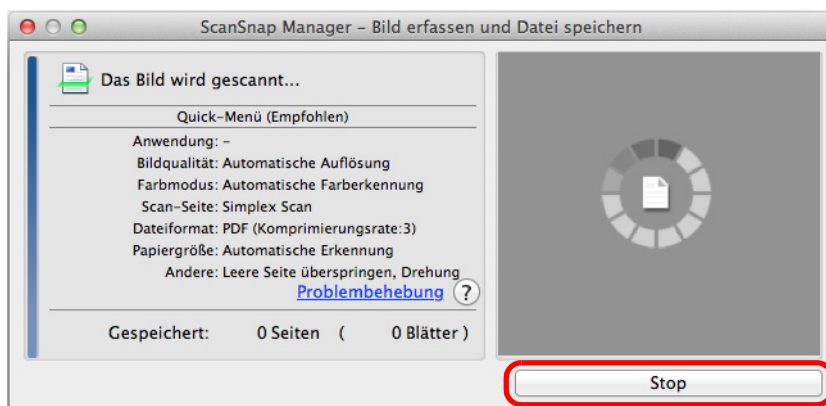 ScanSnap Manager – Bild erfassen und Datei speichern
Das Bild wird gescannt...
Quick-Menü (Empfohlen)
Anwendung: –
Bildqualität: Automatische Auflösung
Farbmodus: Automatische Farberkennung
Scan-Seite: Simplex Scan
Dateiformat: PDF (Komprimierungsrate:3)
Papiergröße: Automatische Erkennung
Andere: Leere Seite überspringen, Drehung
Problembehebung ?
Gespeichert: 0 Seiten ( 0 Blätter )
Stop